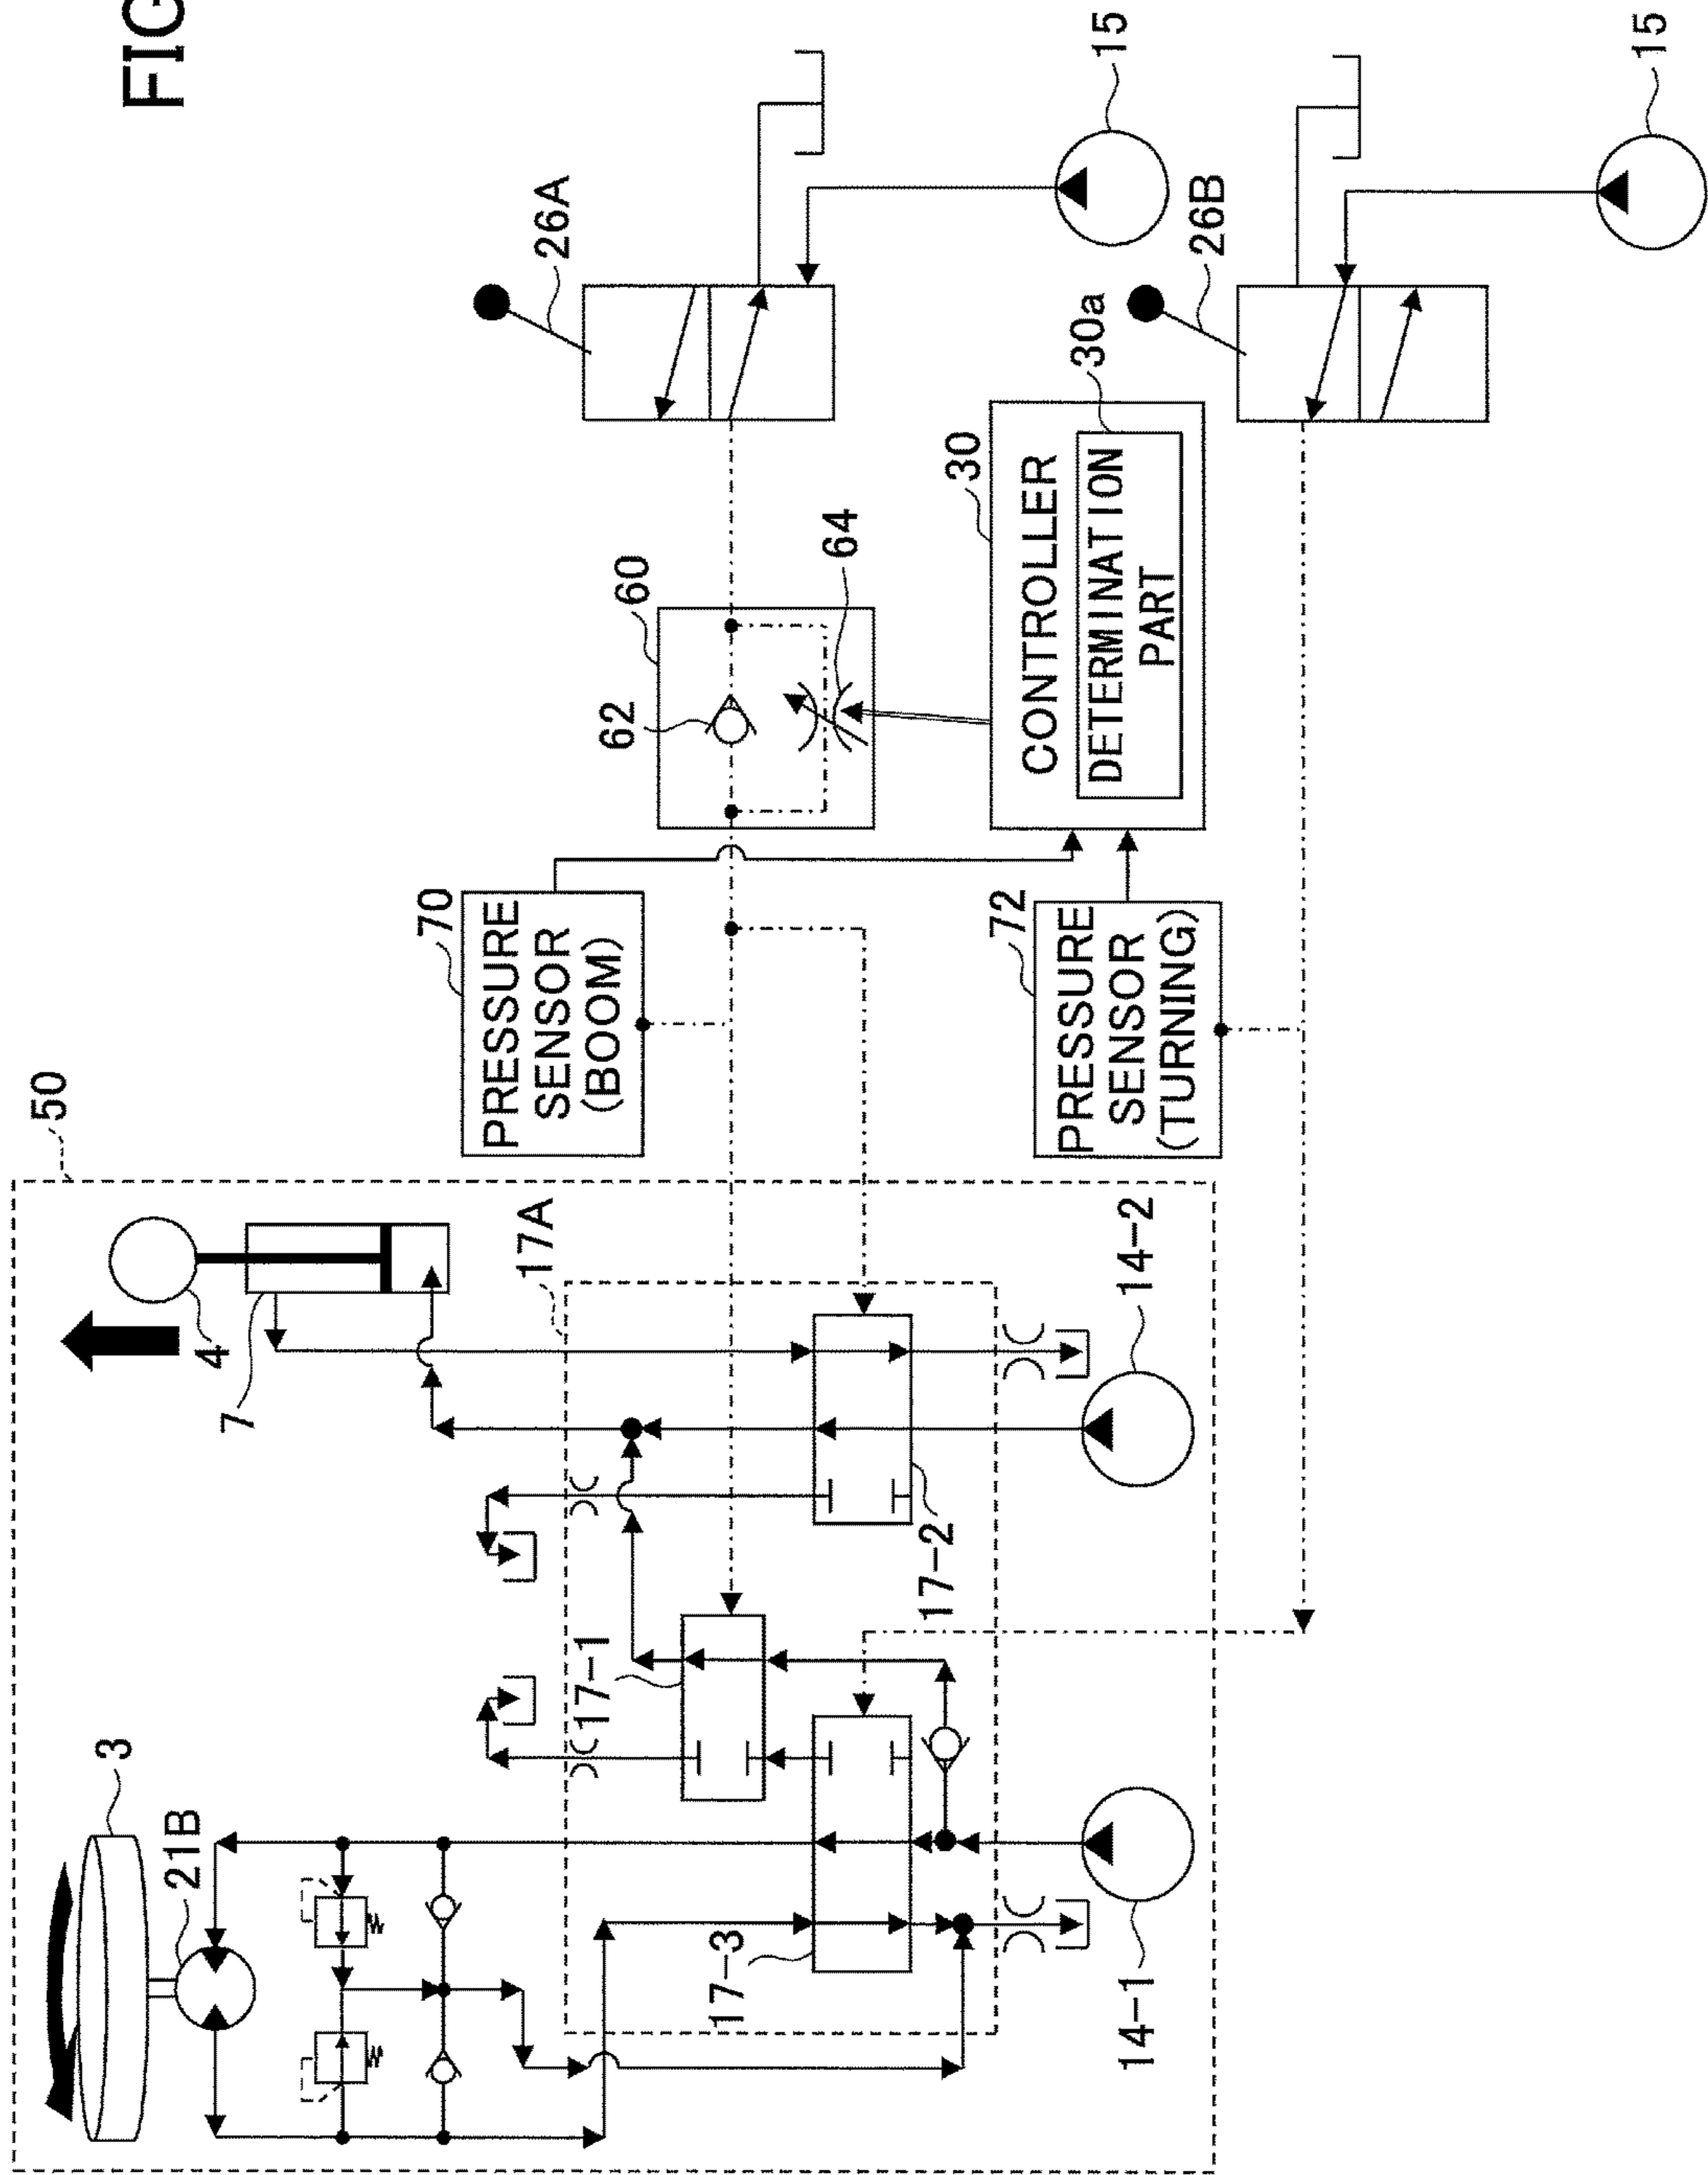 FIG
3
21B
4
7
50
17A
17-1
17-2
17-3
14-1
14-2
70
PRESSURE
SENSOR
(BOOM)
72
PRESSURE
SENSOR
(TURNING)
60
62
64
30
CONTROLLER
30a
DETERMINATION
PART
26A
15
26B
15